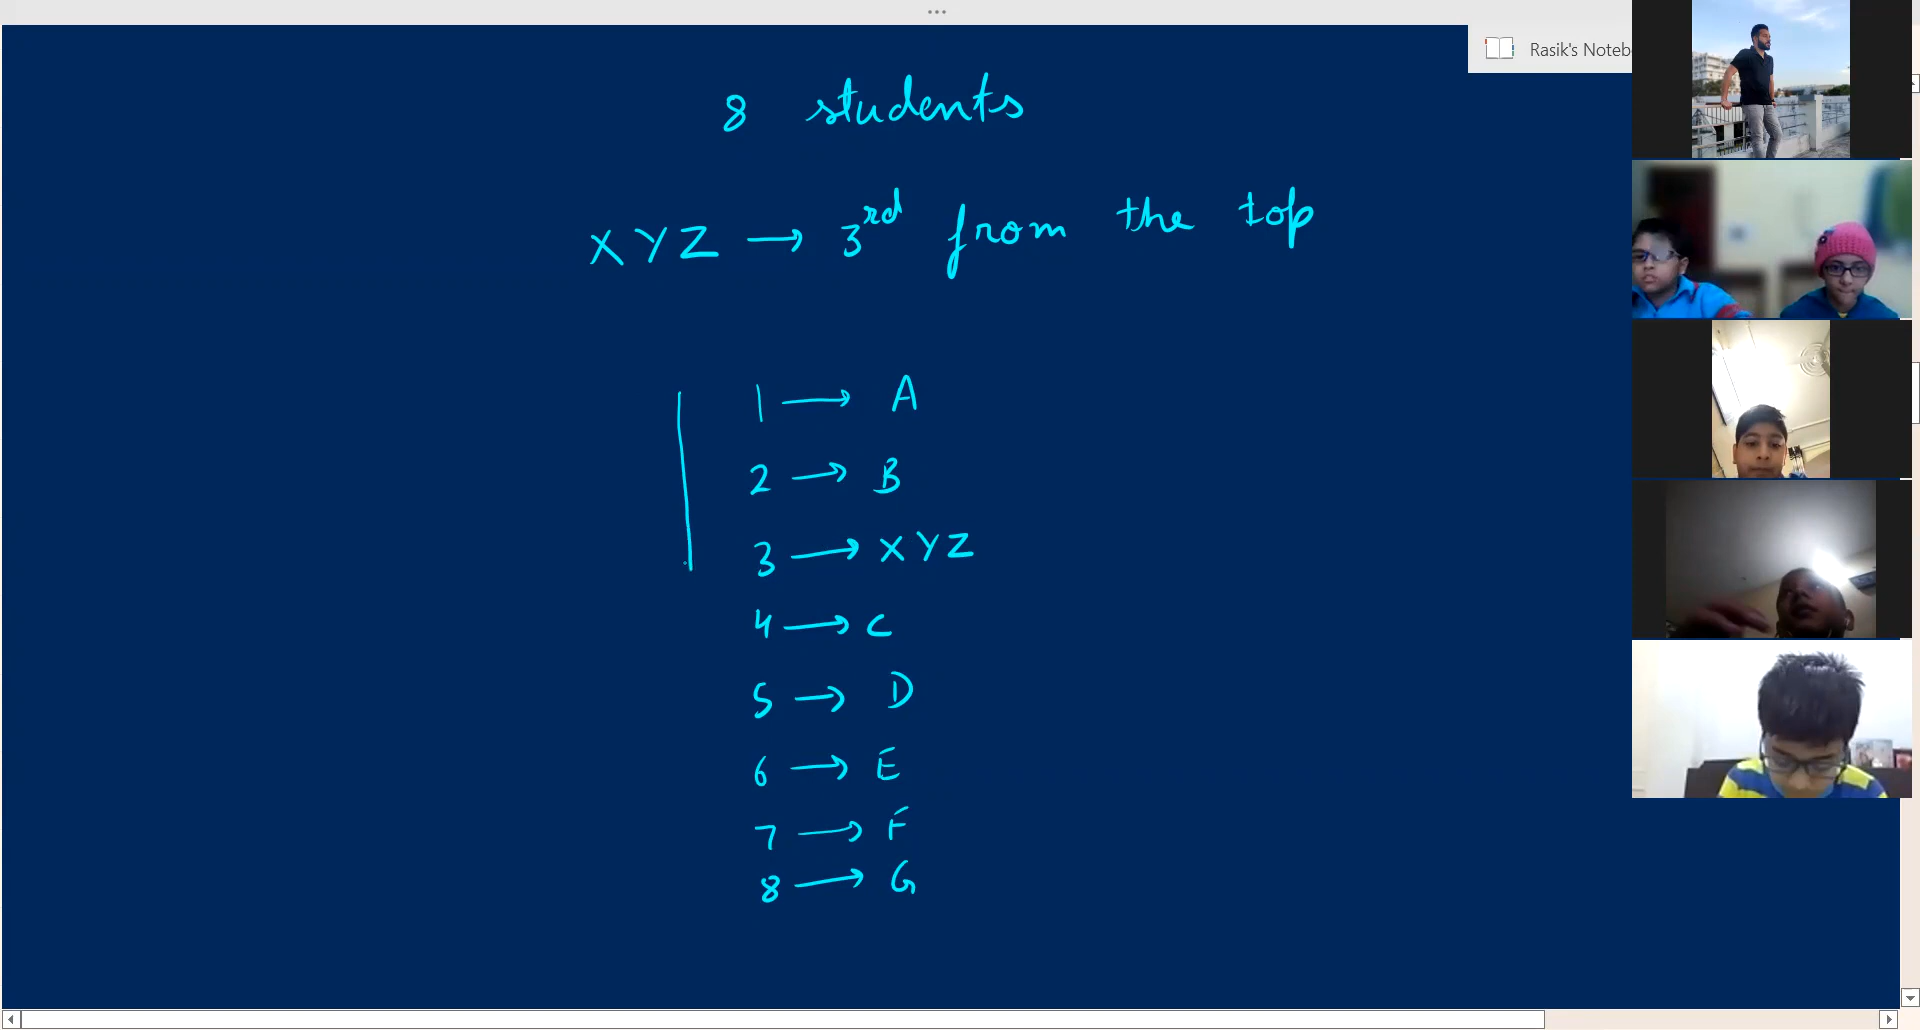 Rasik's Noteb
8 students
XYZ → 3rd from the top
1 → A
2 → B
3 → XYZ
4 → C
5 → D
6 → E
7 → F
8 → G